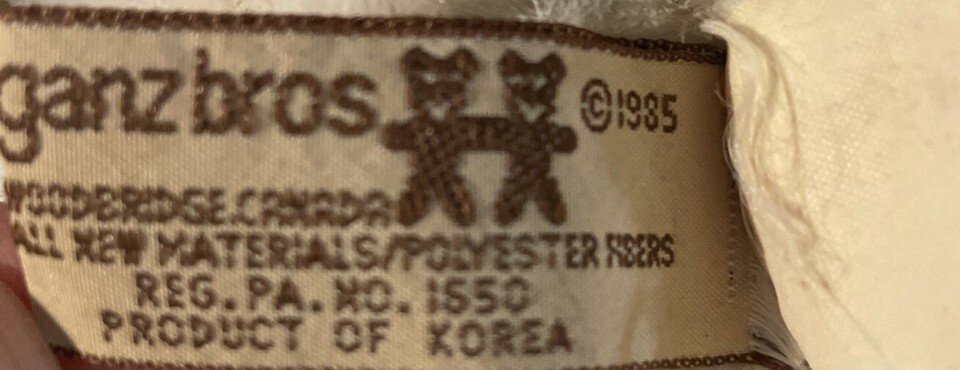 ganz bros ©1985
WOODBRIDGE, CANADA
ALL NEW MATERIALS/POLYESTER FIBERS
REG. PA. NO. 1550
PRODUCT OF KOREA